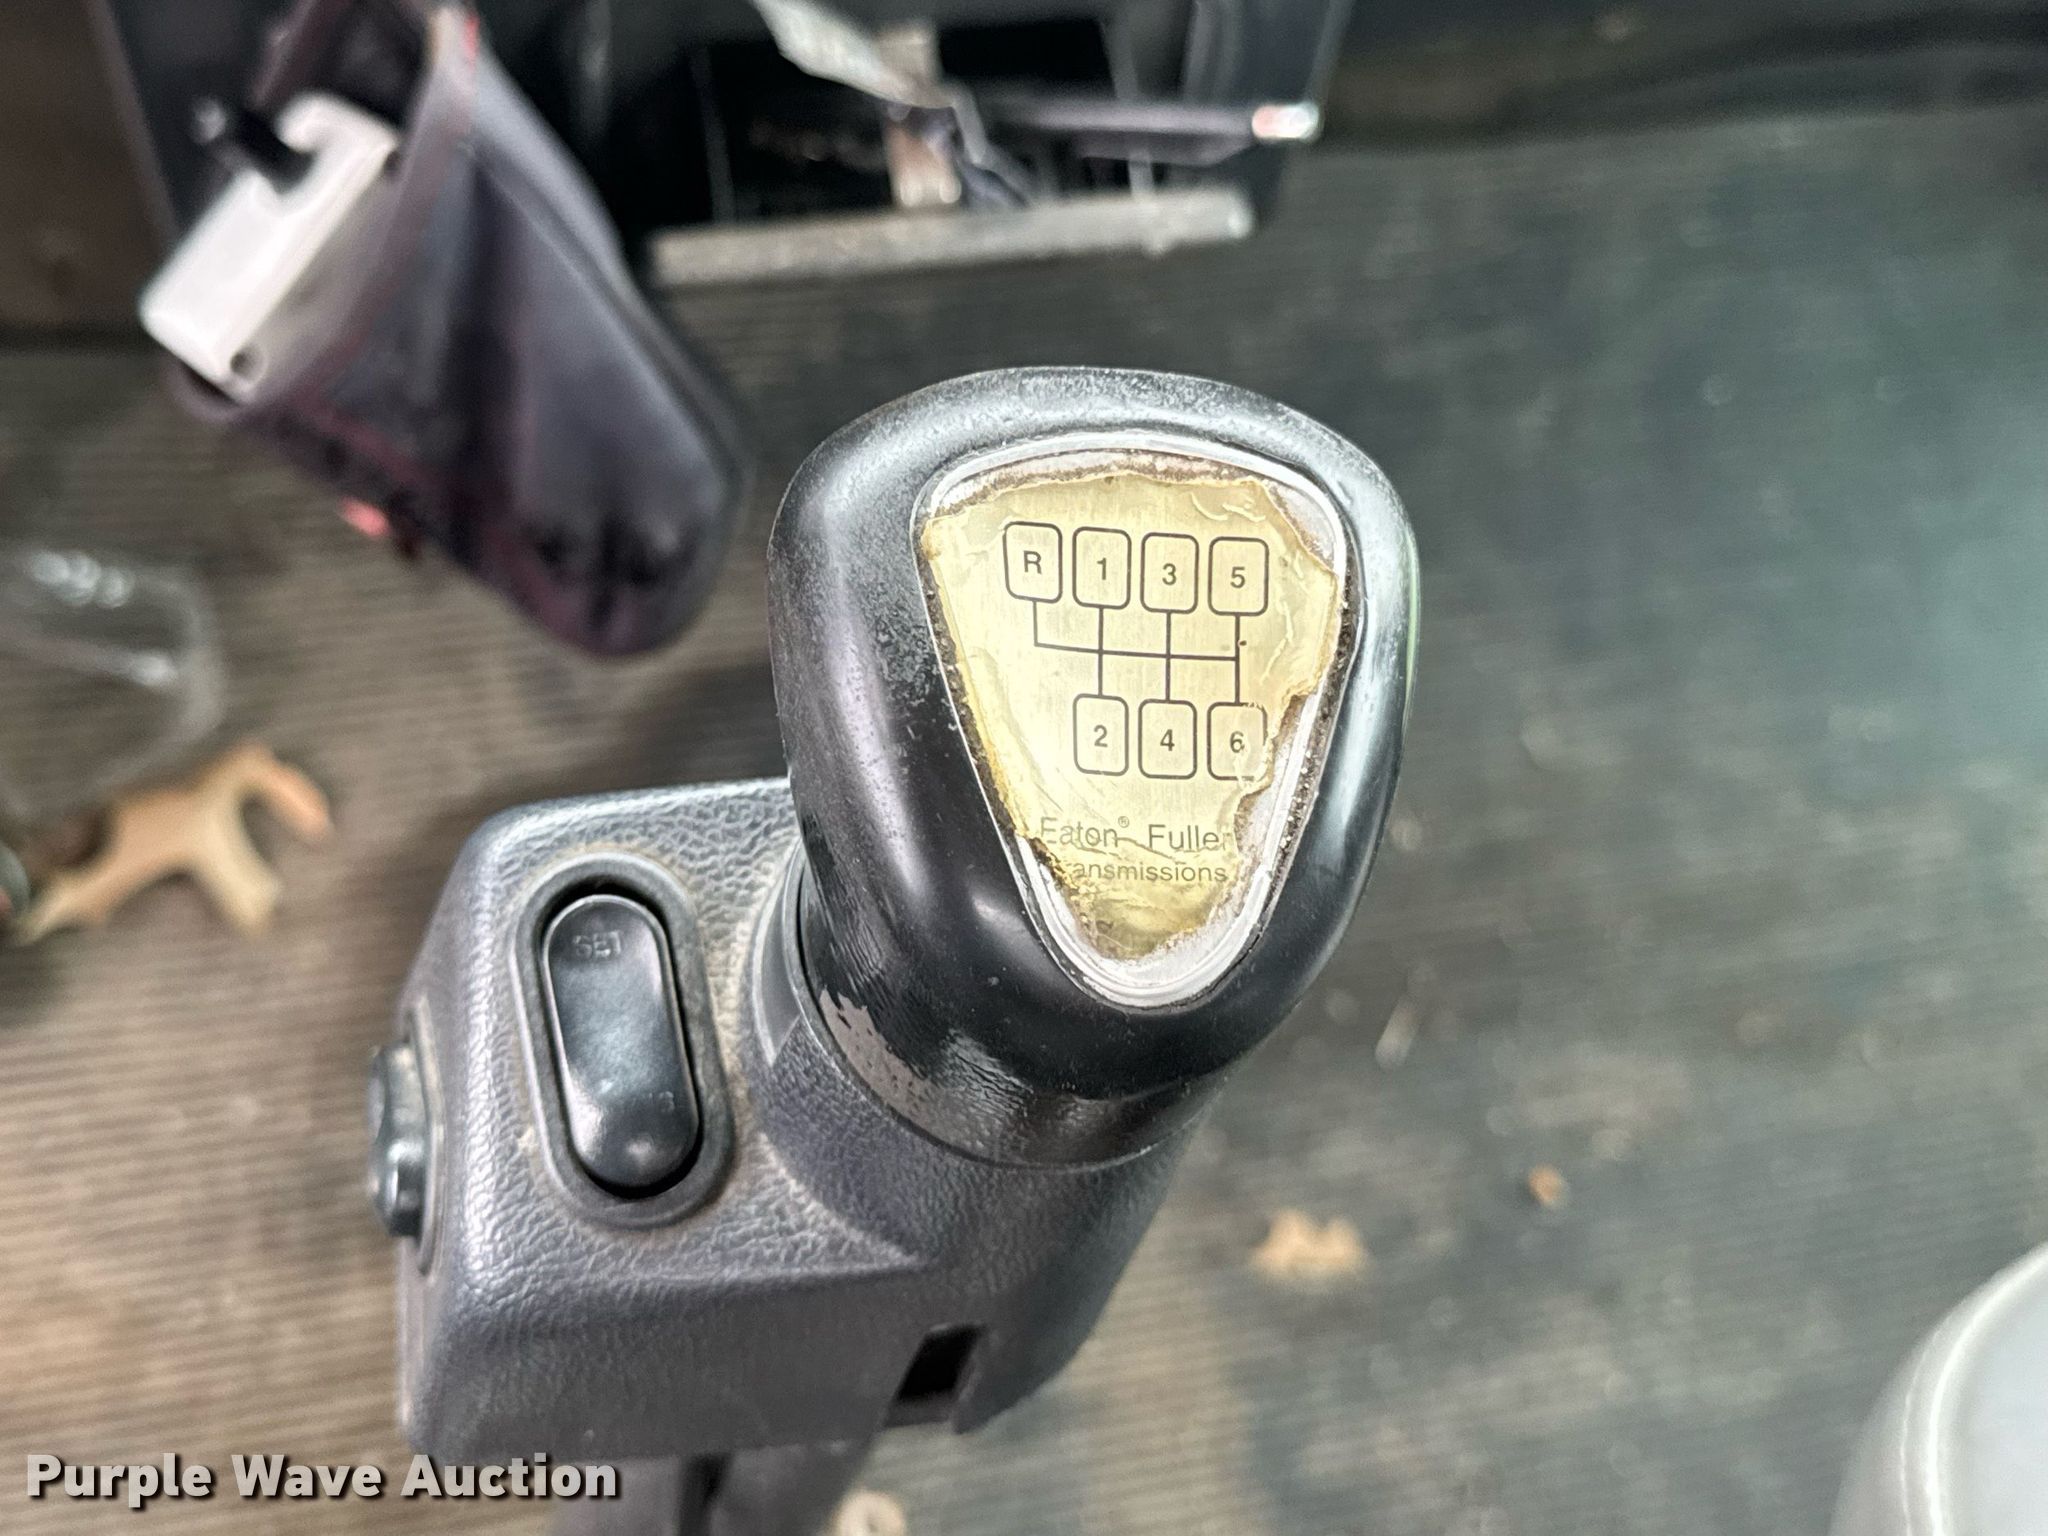 R 1 3 5
2 4 6
Eaton® Fuller
ansmissions
SET
Purple Wave Auction